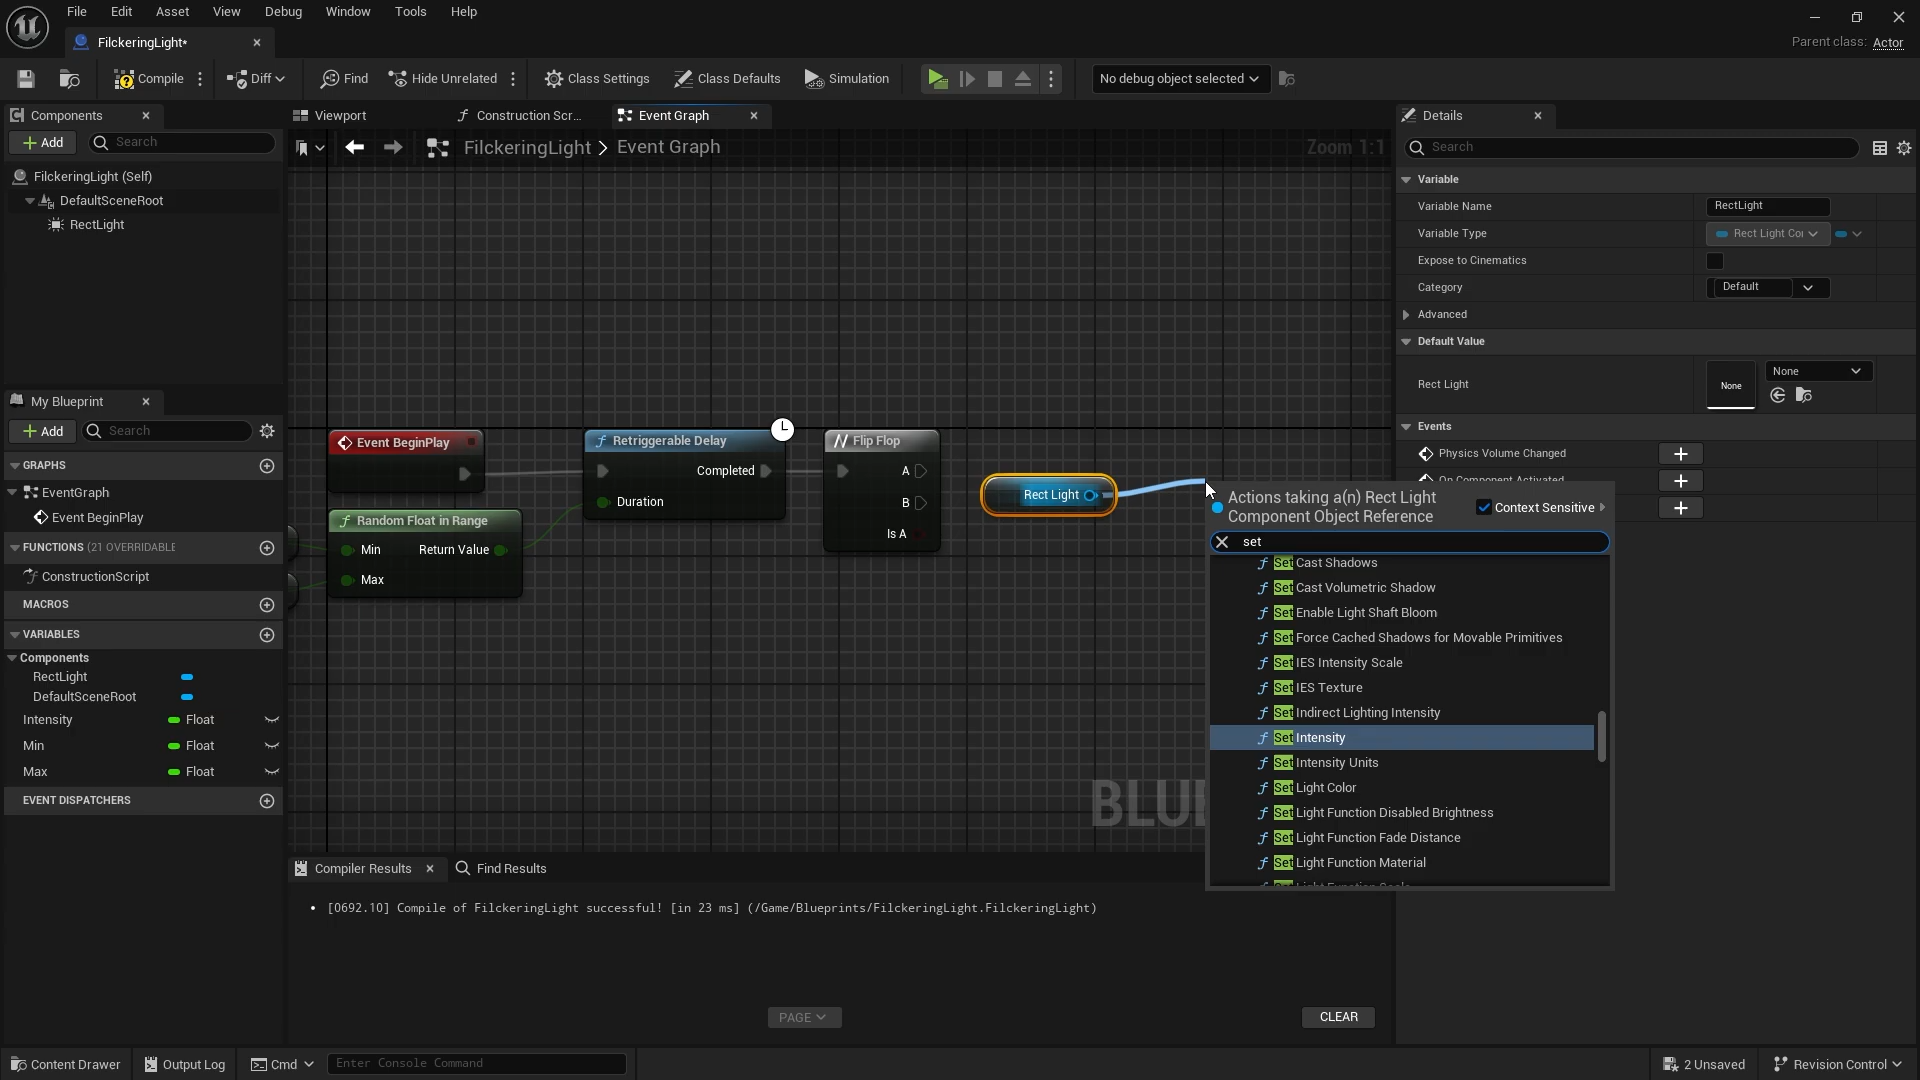 File Edit Asset View Debug Window Tools Help
FilckeringLight*
Parent class: Actor
Compile Diff Find Hide Unrelated Class Settings Class Defaults Simulation No debug object selected
Components
Add Search
FilckeringLight (Self)
DefaultSceneRoot
RectLight
My Blueprint
Add Search
GRAPHS
EventGraph
Event BeginPlay
FUNCTIONS (21 OVERRIDABLE
ConstructionScript
MACROS
VARIABLES
Components
RectLight
DefaultSceneRoot
Intensity Float
Min Float
Max Float
EVENT DISPATCHERS
Viewport Construction Scr... Event Graph
FilckeringLight > Event Graph
Zoom 1:1
Event BeginPlay
Retriggerable Delay
Completed
Duration
Flip Flop
A
B
Is A
Random Float in Range
Min Return Value
Max
Rect Light
Actions taking a(n) Rect Light
Component Object Reference
Context Sensitive
set
Set Cast Shadows
Set Cast Volumetric Shadow
Set Enable Light Shaft Bloom
Set Force Cached Shadows for Movable Primitives
Set IES Intensity Scale
Set IES Texture
Set Indirect Lighting Intensity
Set Intensity
Set Intensity Units
Set Light Color
Set Light Function Disabled Brightness
Set Light Function Fade Distance
Set Light Function Material
Set Light Function Scale
BLUE
Compiler Results Find Results
[0692.10] Compile of FilckeringLight successful! [in 23 ms] (/Game/Blueprints/FilckeringLight.FilckeringLight)
PAGE
CLEAR
Details
Search
Variable
Variable Name RectLight
Variable Type Rect Light Co
Expose to Cinematics
Category Default
Advanced
Default Value
Rect Light None None
Events
Physics Volume Changed
On Component Activated
Content Drawer Output Log Cmd Enter Console Command 2 Unsaved Revision Control